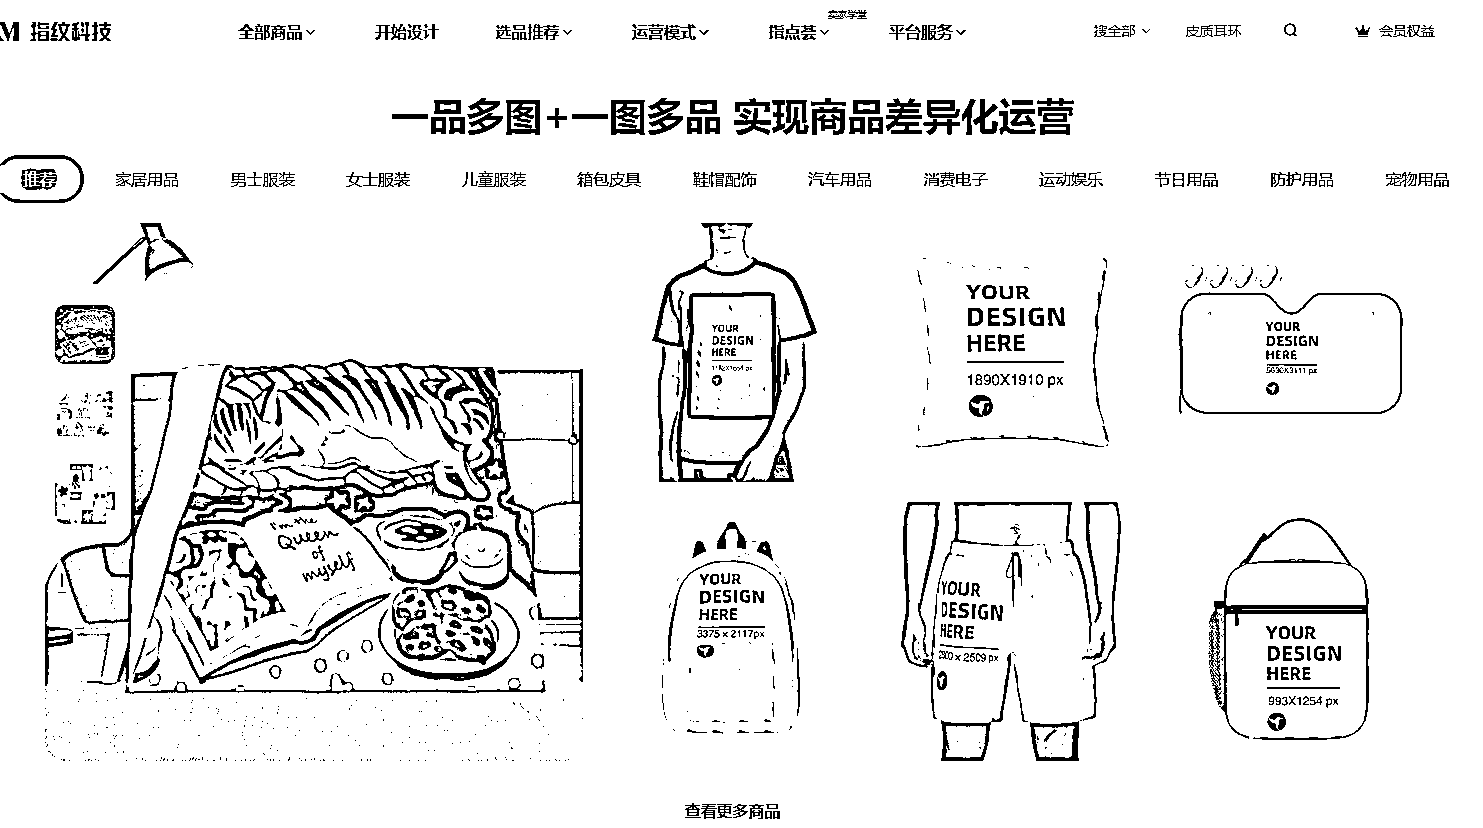 卖家学堂
M 指纹科技 全部商品 开始设计 选品推荐 运营模式 指点荟 平台服务 搜全部 皮质耳环 会员权益
一品多图+一图多品 实现商品差异化运营
推荐 家居用品 男士服装 女士服装 儿童服装 箱包皮具 鞋帽配饰 汽车用品 消费电子 运动娱乐 节日用品 防护用品 宠物用品
I'm the
Queen
of
myself
YOUR
DESIGN
HERE
YOUR
DESIGN
HERE
1890X1910 px
YOUR
DESIGN
HERE
YOUR
DESIGN
HERE
3375 x 2117px
YOUR
DESIGN
HERE
x 2509 px
YOUR
DESIGN
HERE
993X1254 px
查看更多商品